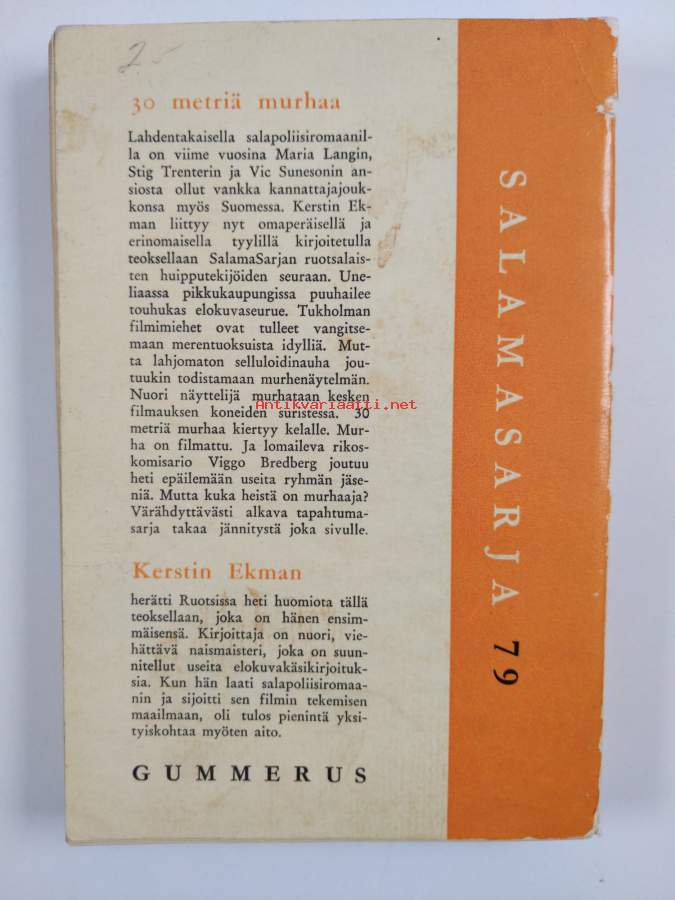 2.-
30 metriä murhaa
Lahdentakaisella salapoliisiromaanil-
la on viime vuosina Maria Langin,
Stig Trenterin ja Vic Sunesonin an-
siosta ollut vankka kannattajajouk-
konsa myös Suomessa. Kerstin Ek-
man liittyy nyt omaperäisellä ja
erinomaisella tyylillä kirjoitetulla
teoksellaan SalamaSarjan ruotsalais-
ten huipputekijöiden seuraan. Une-
liaassa pikkukaupungissa puuhailee
touhukas elokuvaseurue. Tukholman
filmimiehet ovat tulleet vangitse-
maan merentuoksuista idylliä. Mut-
ta lahjomaton selluloidinauha jou-
tuukin todistamaan murhenäytelmän.
Nuori näyttelijä murhataan kesken
filmauksen koneiden suristessa. 30
metriä murhaa kiertyy kelalle. Mur-
ha on filmattu. Ja lomaileva rikos-
komisario Viggo Bredberg joutuu
heti epäilemään useita ryhmän jäse-
niä. Mutta kuka heistä on murhaaja?
Värähdyttävästi alkava tapahtuma-
sarja takaa jännitystä joka sivulle.
Kerstin Ekman
herätti Ruotsissa heti huomiota tällä
teoksellaan, joka on hänen ensim-
mäisensä. Kirjoittaja on nuori, vie-
hättävä naismaisteri, joka on suun-
nitellut useita elokuvakäsikirjoituk-
sia. Kun hän laati salapoliisiromaa-
nin ja sijoitti sen filmin tekemisen
maailmaan, oli tulos pienintä yksi-
tyiskohtaa myöten aito.
GUMMERUS
SALAMASARJA 79
Antikvariaatti.net